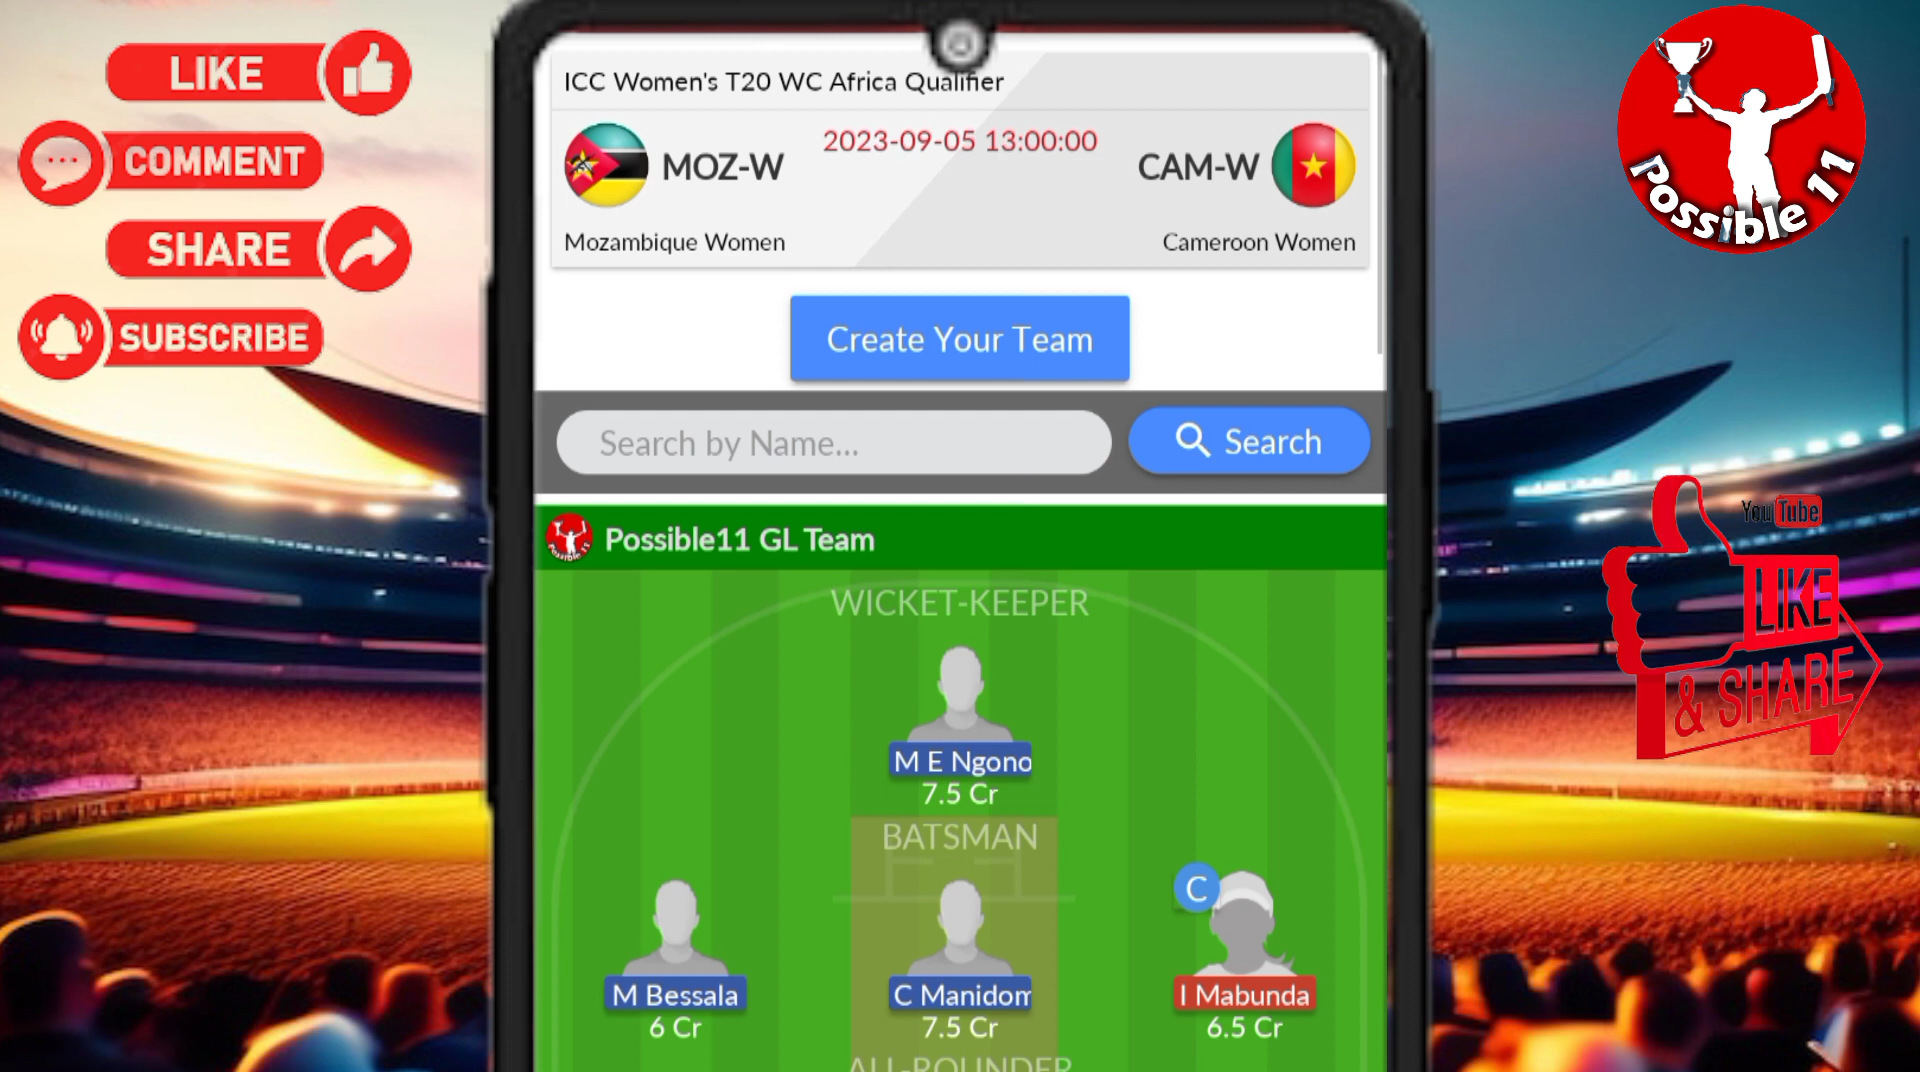 LIKE
COMMENT
SHARE
SUBSCRIBE
ICC Women's T20 WC Africa Qualifier
2023-09-05 13:00:00
MOZ-W
CAM-W
Mozambique Women
Cameroon Women
Create Your Team
Search by Name...
Search
Possible11 GL Team
WICKET-KEEPER
M E Ngono
7.5 Cr
BATSMAN
C
M Bessala
C Manidom
I Mabunda
6 Cr
7.5 Cr
6.5 Cr
ALL-ROUNDER
Possible 11
YouTube
LIKE
& SHARE